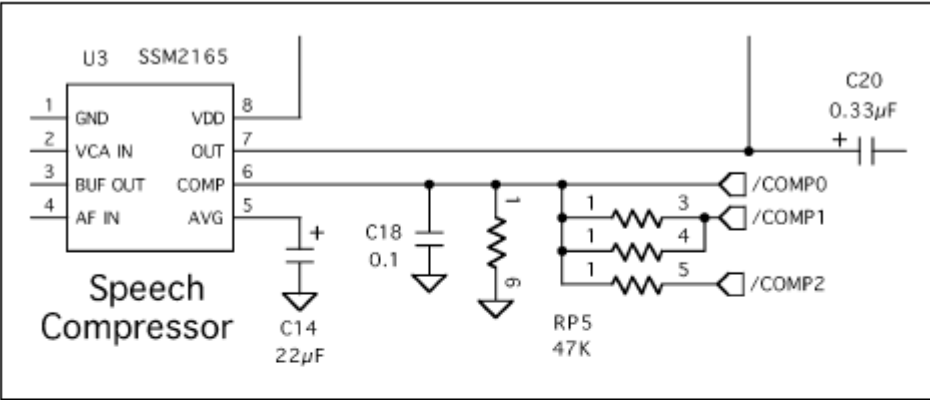 U3 SSM2165
C20
0.33µF
1 GND VDD 8
2 VCA IN OUT 7
+
3 BUF OUT COMP 6
/COMP0
4 AF IN AVG 5
1 3 /COMP1
1 4
1 5 /COMP2
+
C18
0.1
1
6
Speech
Compressor
C14
22µF
RP5
47K